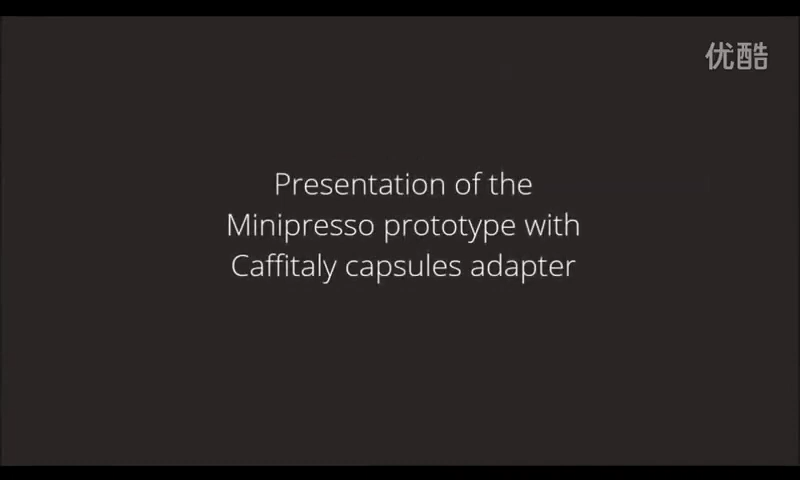 优酷
Presentation of the
Minipresso prototype with
Caffitaly capsules adapter